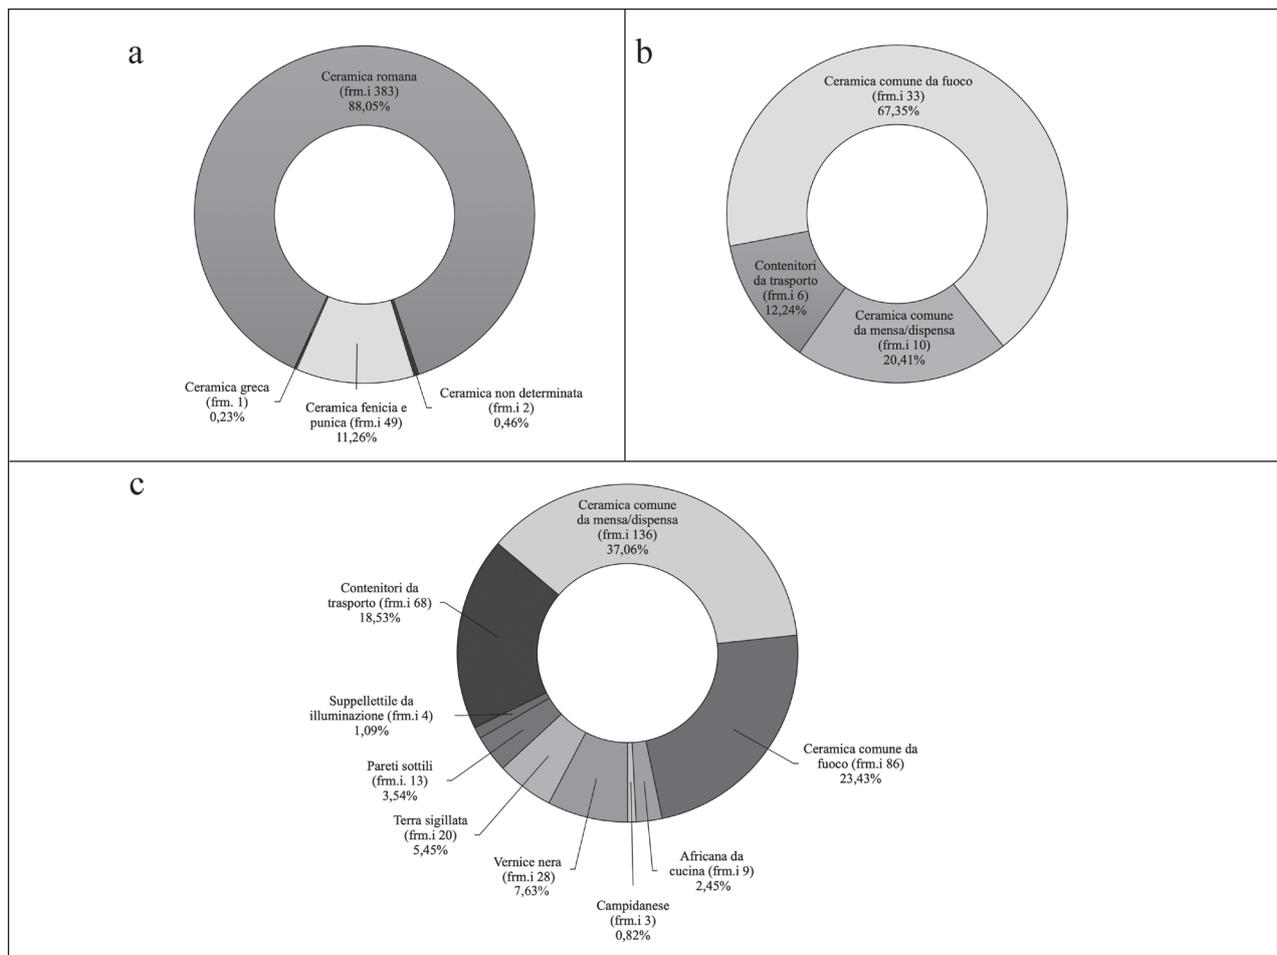 a
Ceramica romana
(frm.i 383)
88,05%
Ceramica greca
(frm. 1)
0,23%
Ceramica fenicia e
punica (frm.i 49)
11,26%
Ceramica non determinata
(frm.i 2)
0,46%
b
Ceramica comune da fuoco
(frm.i 33)
67,35%
Contenitori
da trasporto
(frm.i 6)
12,24%
Ceramica comune
da mensa/dispensa
(frm.i 10)
20,41%
c
Ceramica comune
da mensa/dispensa
(frm.i 136)
37,06%
Contenitori da
trasporto (frm.i 68)
18,53%
Suppellettile da
illuminazione (frm.i 4)
1,09%
Pareti sottili
(frm.i. 13)
3,54%
Terra sigillata
(frm.i 20)
5,45%
Vernice nera
(frm.i 28)
7,63%
Campidanese
(frm.i 3)
0,82%
Africana da
cucina (frm.i 9)
2,45%
Ceramica comune da
fuoco (frm.i 86)
23,43%